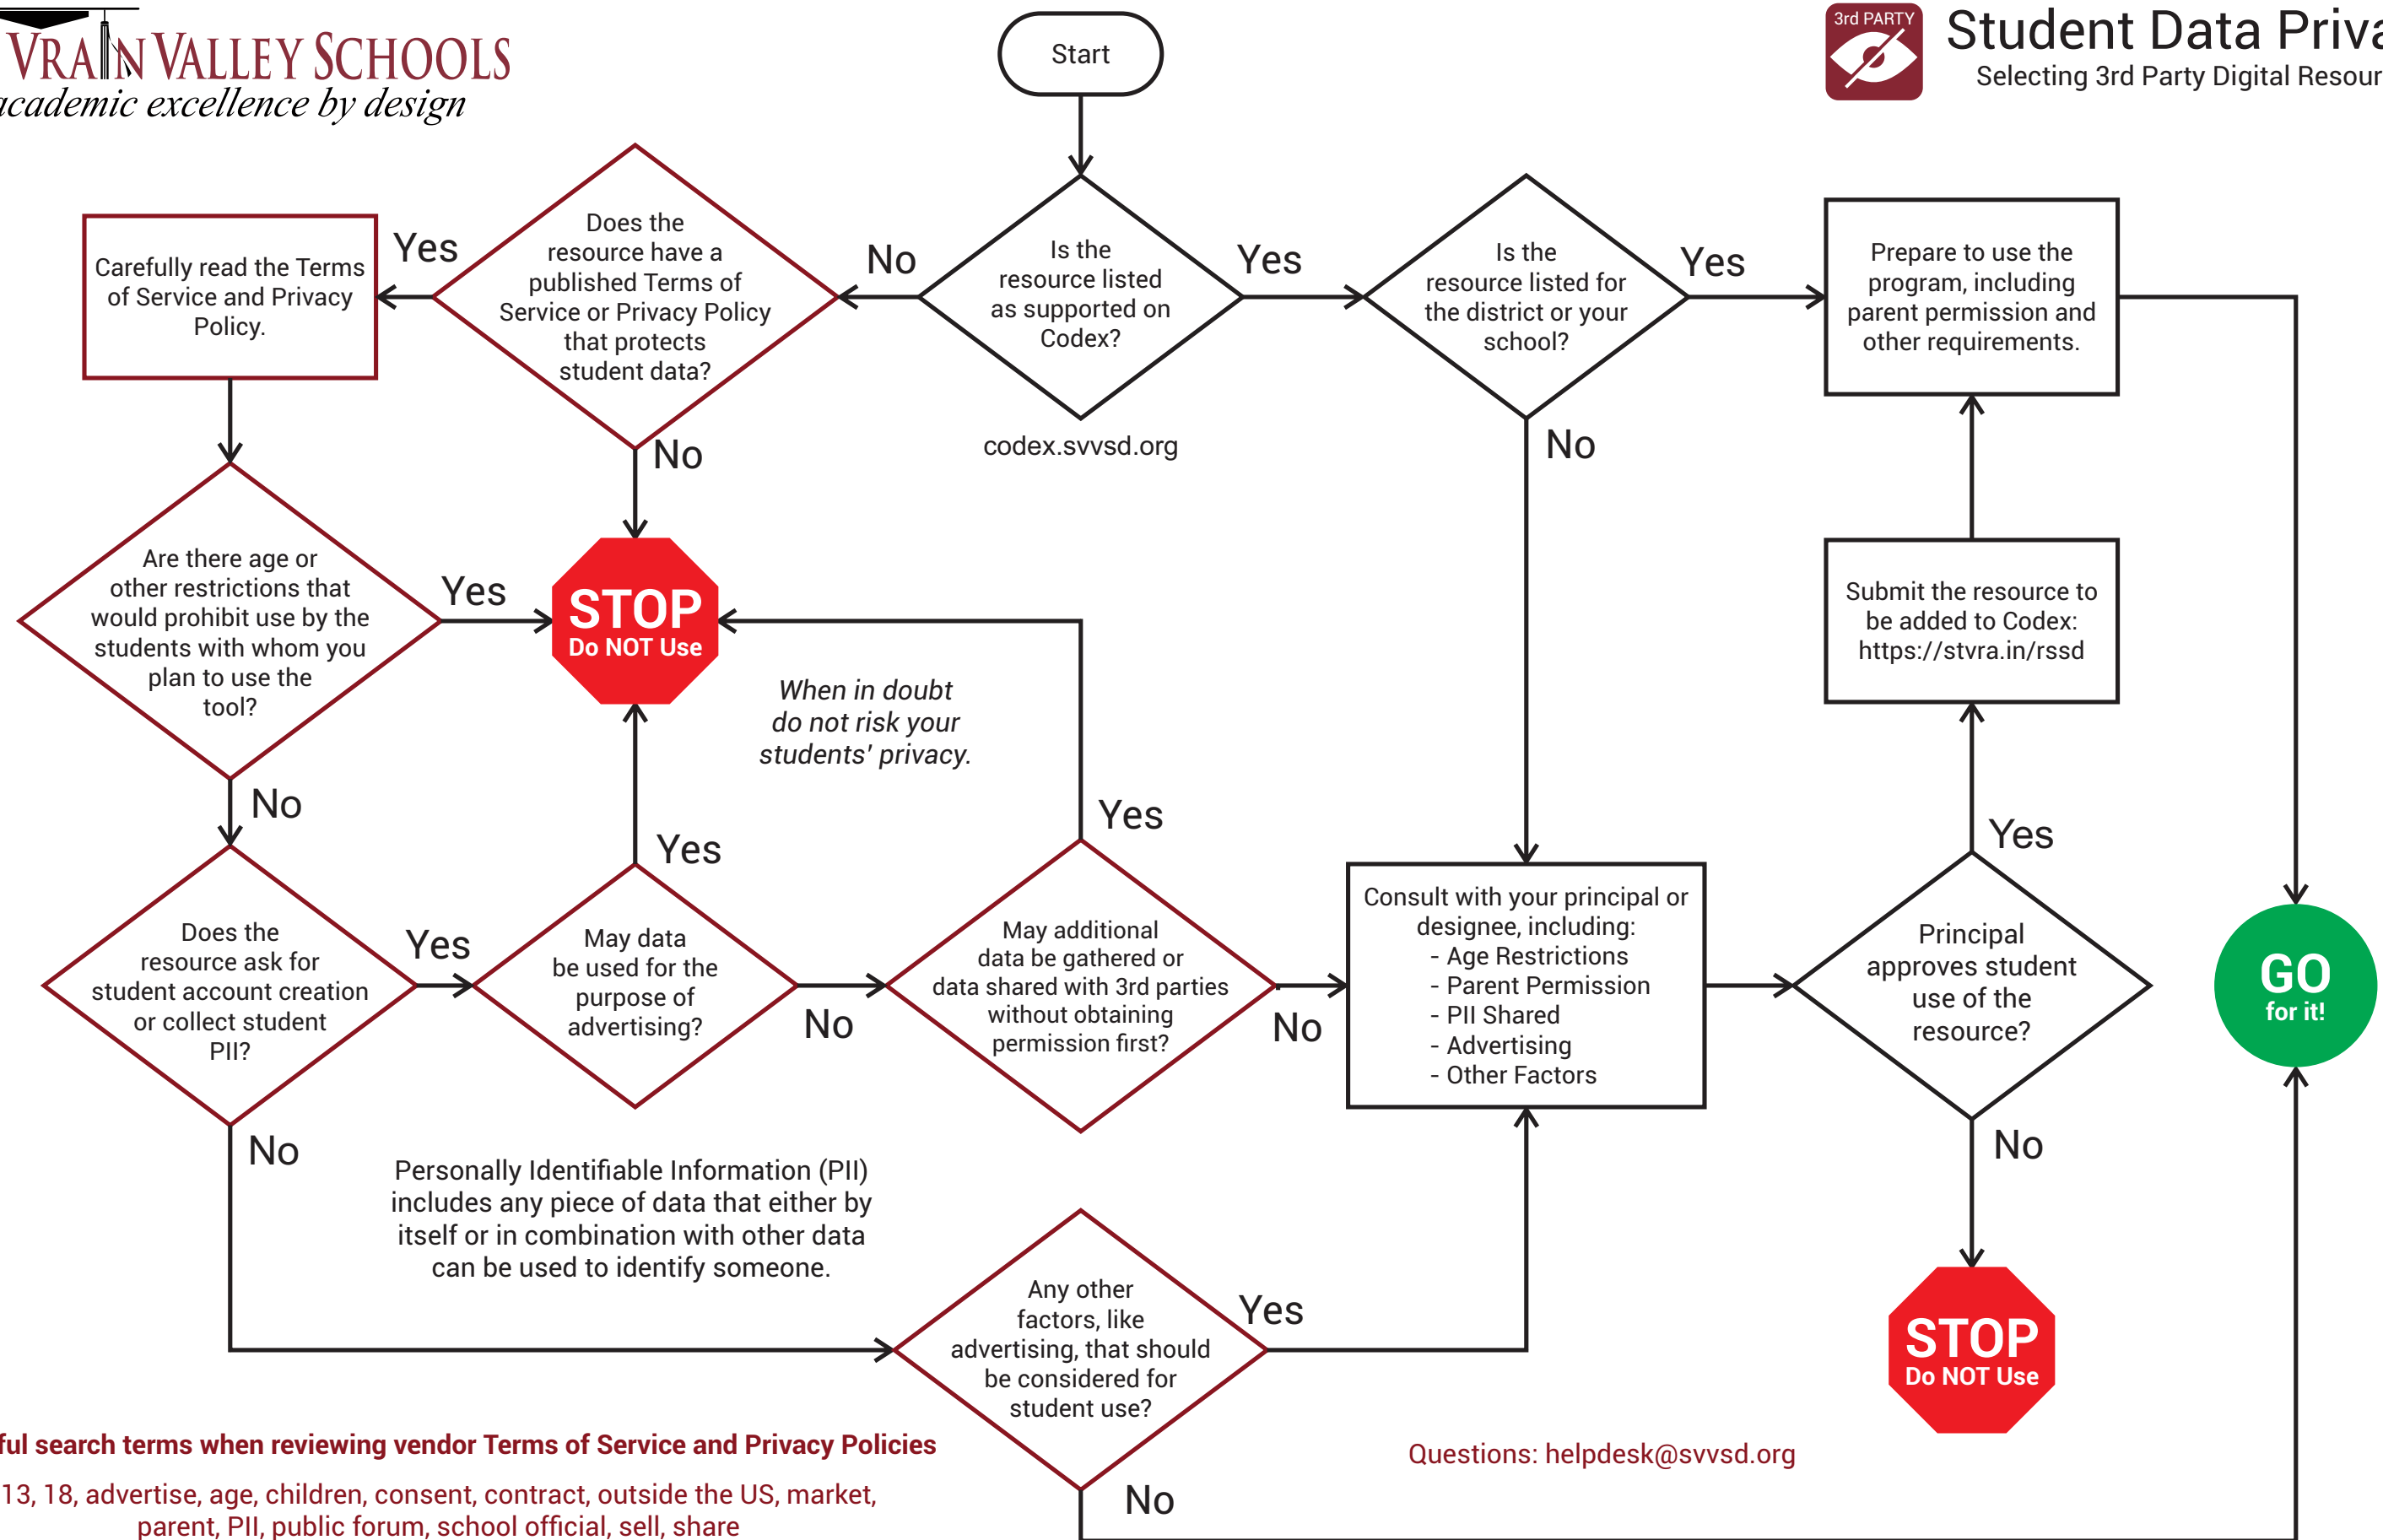 VRAIN VALLEY SCHOOLS
academic excellence by design
Start
3rd PARTY
Student Data
Selecting 3rd Party Digital
Carefully read the Terms
of Service and Privacy
Policy.
Yes
Does the
resource have a
published Terms of
Service or Privacy Policy
that protects
student data?
No
Is the
resource listed
as supported on
Codex?
Yes
Is the
resource listed for
the district or your
school?
Yes
Prepare to use the
program, including
parent permission and
other requirements.
No
codex.svvsd.org
No
Are there age or
other restrictions that
would prohibit use by the
students with whom you
plan to use the
tool?
Yes
STOP
Do NOT Use
When in doubt
do not risk your
students' privacy.
Submit the resource to
be added to Codex:
https://stvra.in/rssd
No
Yes
Yes
Yes
Does the
resource ask for
student account creation
or collect student
PII?
Yes
May data
be used for the
purpose of
advertising?
No
May additional
data be gathered or
data shared with 3rd parties
without obtaining
permission first?
No
Consult with your principal or
designee, including:
- Age Restrictions
- Parent Permission
- PII Shared
- Advertising
- Other Factors
Principal
approves student
use of the
resource?
GO
for it!
No
No
Personally Identifiable Information (PII)
includes any piece of data that either by
itself or in combination with other data
can be used to identify someone.
Any other
factors, like
advertising, that should
be considered for
student use?
Yes
STOP
Do NOT Use
No
search terms when reviewing vendor Terms of Service and Privacy Policies
13, 18, advertise, age, children, consent, contract, outside the US, market,
parent, PII, public forum, school official, sell, share
Questions: helpdesk@svvsd.org